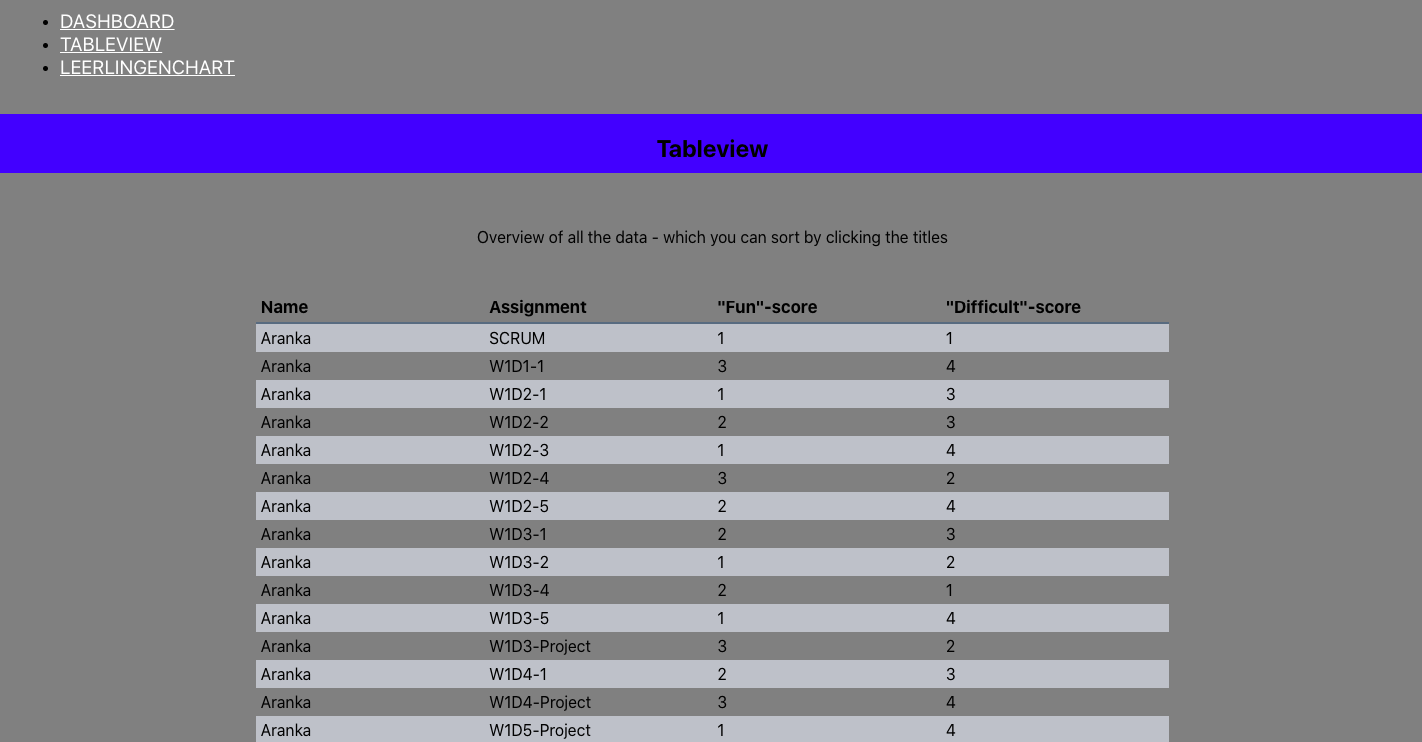 DASHBOARD
TABLEVIEW
LEERLINGENCHART
Tableview
Overview of all the data - which you can sort by clicking the titles
Name Assignment "Fun"-score "Difficult"-score
Aranka SCRUM 1 1
Aranka W1D1-1 3 4
Aranka W1D2-1 1 3
Aranka W1D2-2 2 3
Aranka W1D2-3 1 4
Aranka W1D2-4 3 2
Aranka W1D2-5 2 4
Aranka W1D3-1 2 3
Aranka W1D3-2 1 2
Aranka W1D3-4 2 1
Aranka W1D3-5 1 4
Aranka W1D3-Project 3 2
Aranka W1D4-1 2 3
Aranka W1D4-Project 3 4
Aranka W1D5-Project 1 4